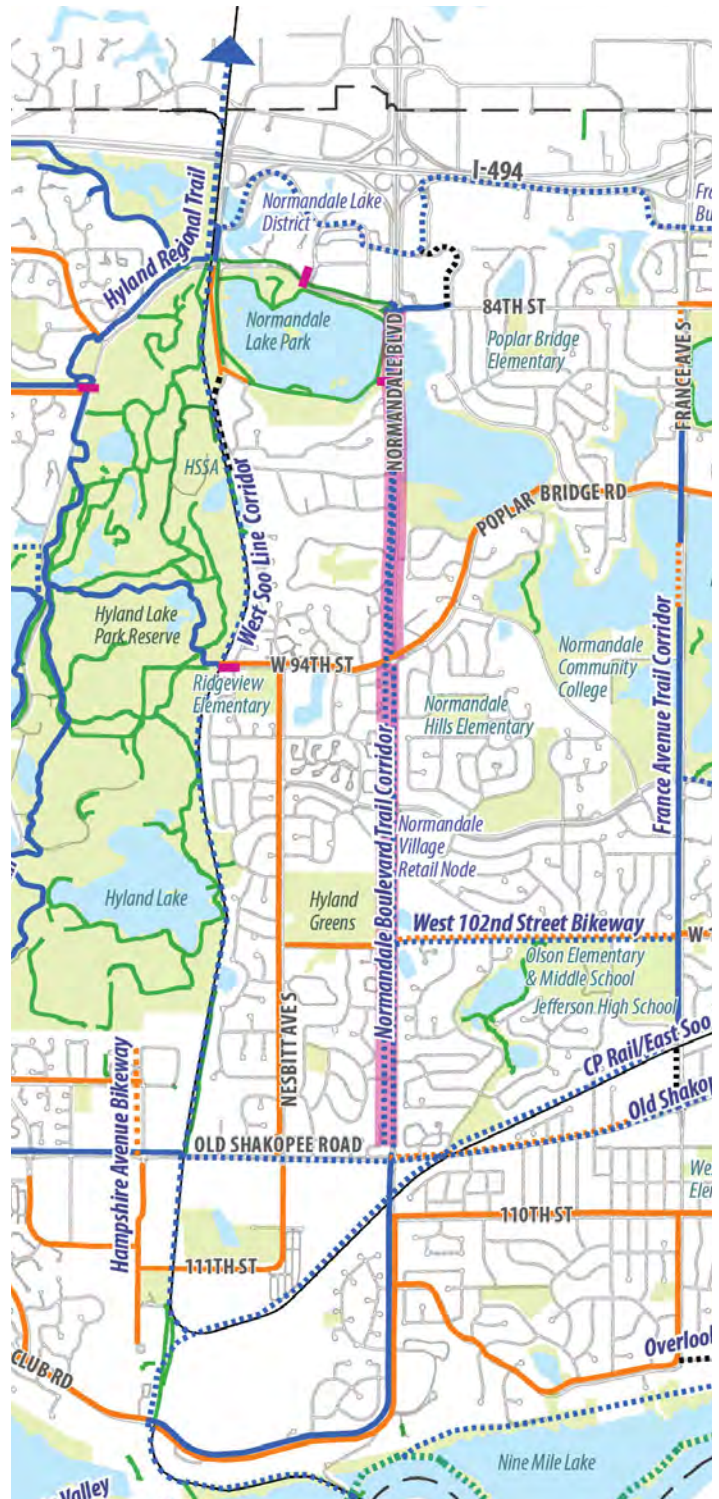 I-494
Hyland Regional Trail
Normandale Lake
District
84TH ST
Normandale
Lake Park
Poplar Bridge
Elementary
NORMANDALE BLVD
FRANCE AVE S
HSSA
West Soo Line Corridor
POPLAR BRIDGE RD
Hyland Lake
Park Reserve
W 94TH ST
Ridgeview
Elementary
Normandale
Community
College
Normandale
Hills Elementary
France Avenue Trail Corridor
Normandale Boulevard Trail Corridor
Normandale
Village
Retail Node
Hyland Lake
Hyland
Greens
West 102nd Street Bikeway
W 1
Olson Elementary
& Middle School
Jefferson High School
NESBITT AVE S
CP Rail/East Soo
Old Shakop
Hampshire Avenue Bikeway
OLD SHAKOPEE ROAD
Elem
110TH ST
111TH ST
Overlook
CLUB RD
Nine Mile Lake
Valley